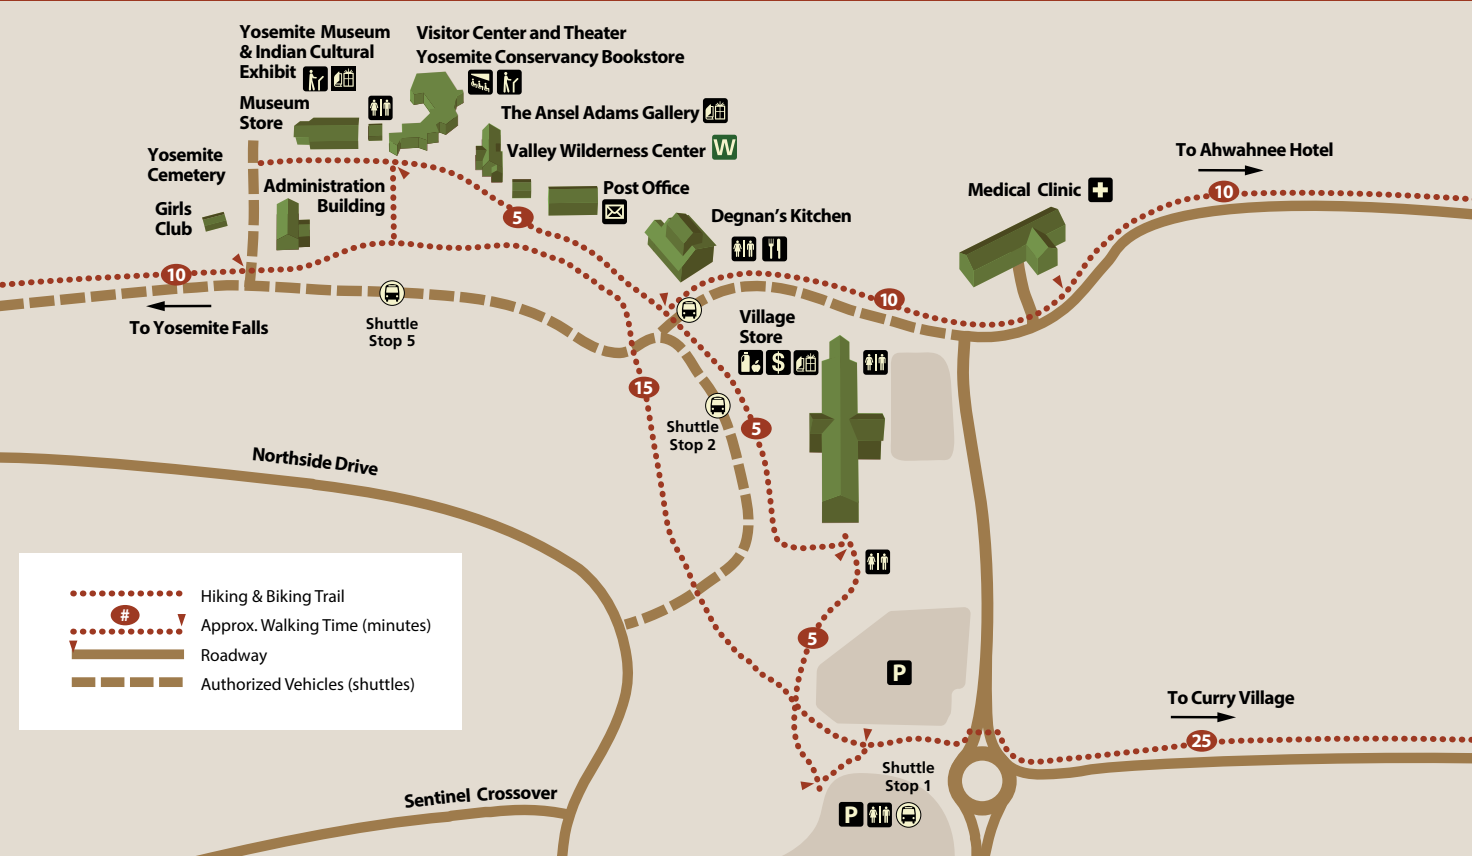 Yosemite Museum
& Indian Cultural
Exhibit
Visitor Center and Theater
Yosemite Conservancy Bookstore
Museum
Store
The Ansel Adams Gallery
Valley Wilderness Center W
Yosemite
Cemetery
Administration
Building
Girls
Club
Post Office
5
Degnan's Kitchen
Medical Clinic
To Ahwahnee Hotel
10
10
To Yosemite Falls
Shuttle
Stop 5
10
Village
Store
$
15
Shuttle
Stop 2
5
Northside Drive
5
P
Hiking & Biking Trail
#
Approx. Walking Time (minutes)
Roadway
Authorized Vehicles (shuttles)
To Curry Village
25
Shuttle
Stop 1
P
Sentinel Crossover